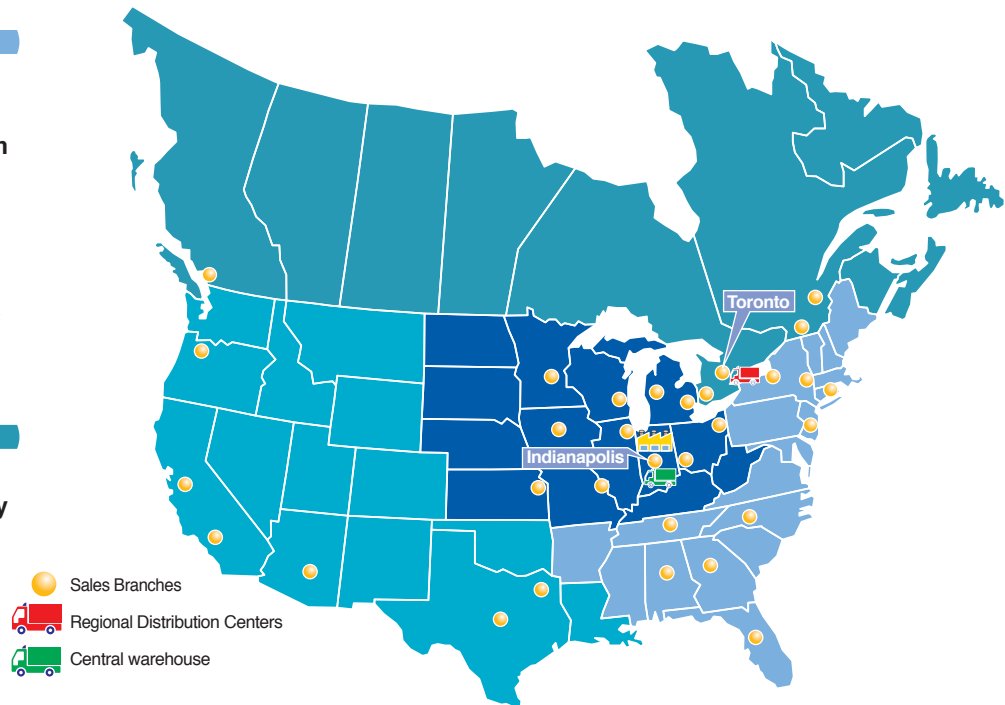 Toronto
Indianapolis
Sales Branches
Regional Distribution Centers
Central warehouse